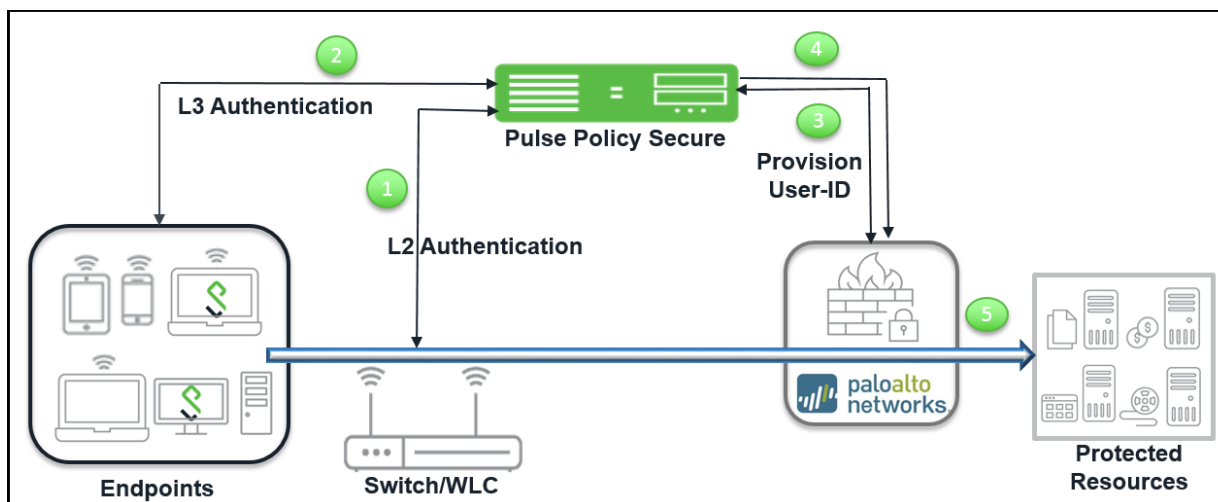 2
4
L3 Authentication
Pulse Policy Secure
3
Provision
User-ID
1
L2 Authentication
5
paloalto
networks
Endpoints
Switch/WLC
Protected
Resources